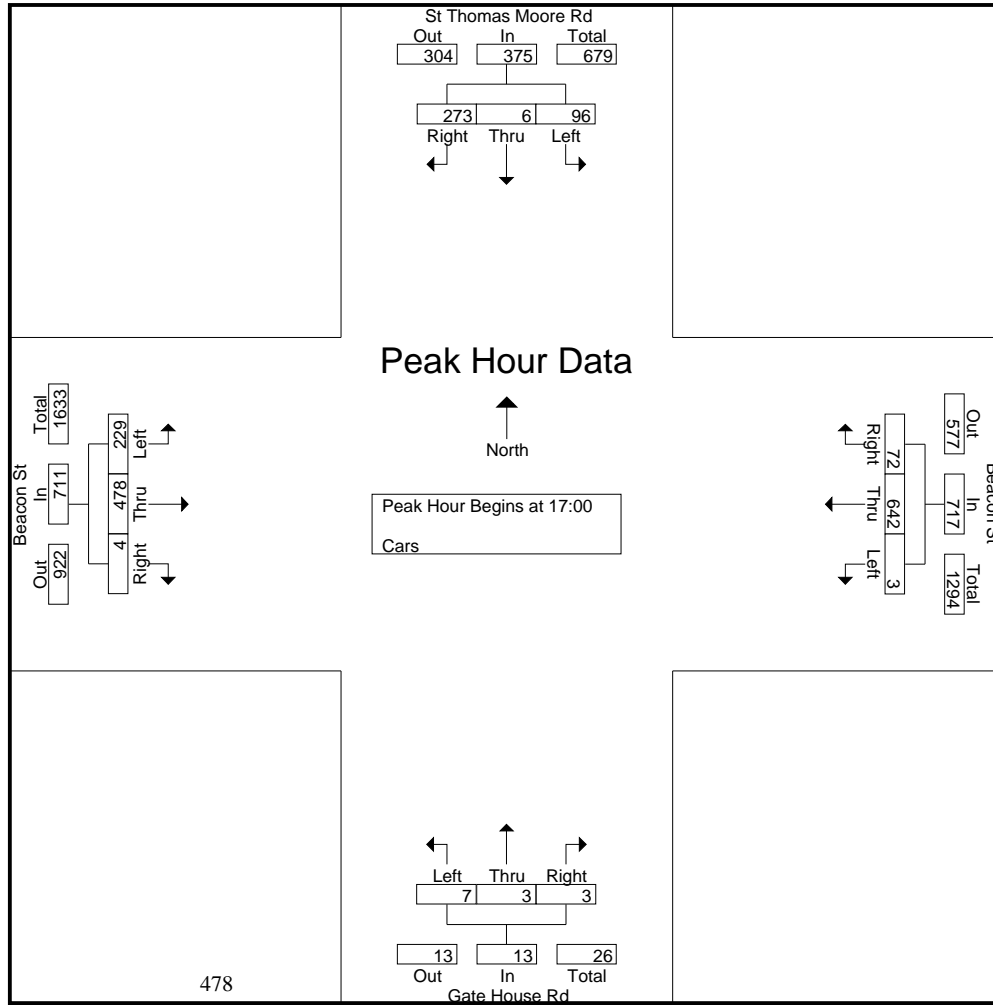 St Thomas Moore Rd
Out In Total
304 375 679
273 6 96
Right Thru Left
Peak Hour Data
North
Peak Hour Begins at 17:00
Cars
Beacon St
Total In Out
1633 711 922
229 478 4
Left Thru Right
Beacon St
Out In Total
577 717 1294
72 642 3
Right Thru Left
Left Thru Right
7 3 3
13 13 26
Out In Total
Gate House Rd
478